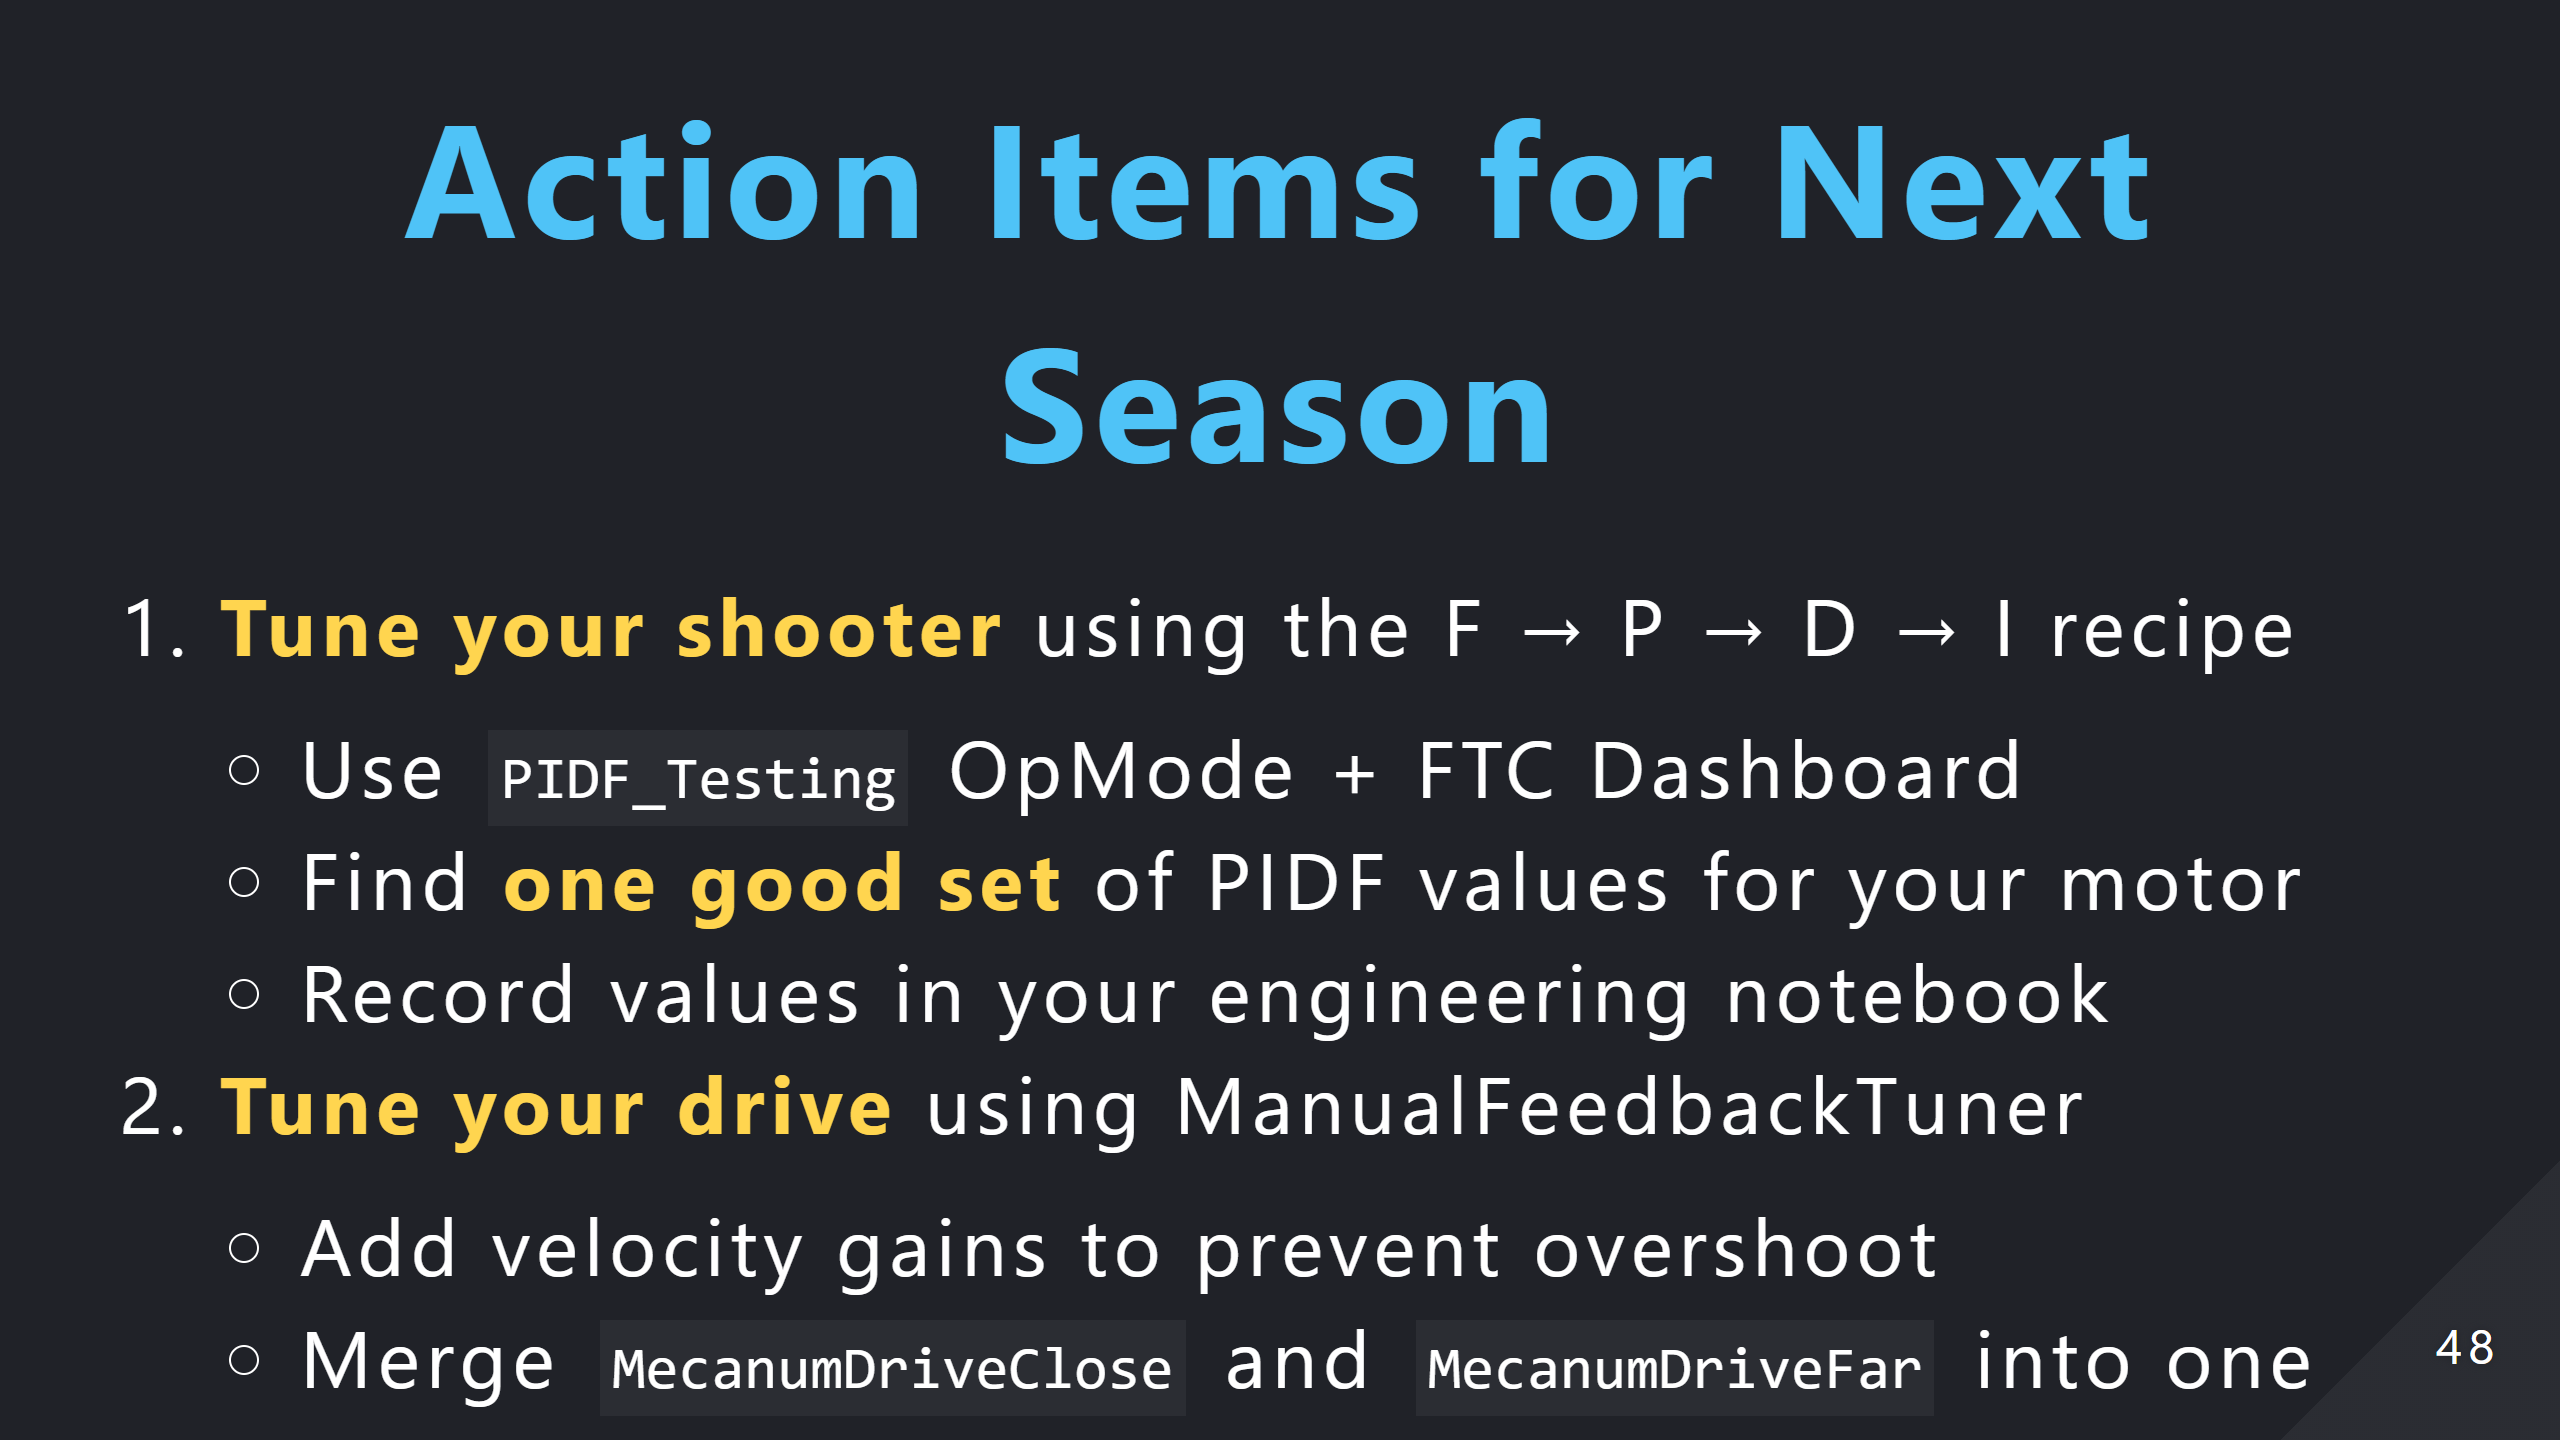 Action Items for Next
Season
1. Tune your shooter using the F → P → D → I recipe
○ Use PIDF_Testing OpMode + FTC Dashboard
○ Find one good set of PIDF values for your motor
○ Record values in your engineering notebook
2. Tune your drive using ManualFeedbackTuner
○ Add velocity gains to prevent overshoot
○ Merge MecanumDriveClose and MecanumDriveFar into one
48